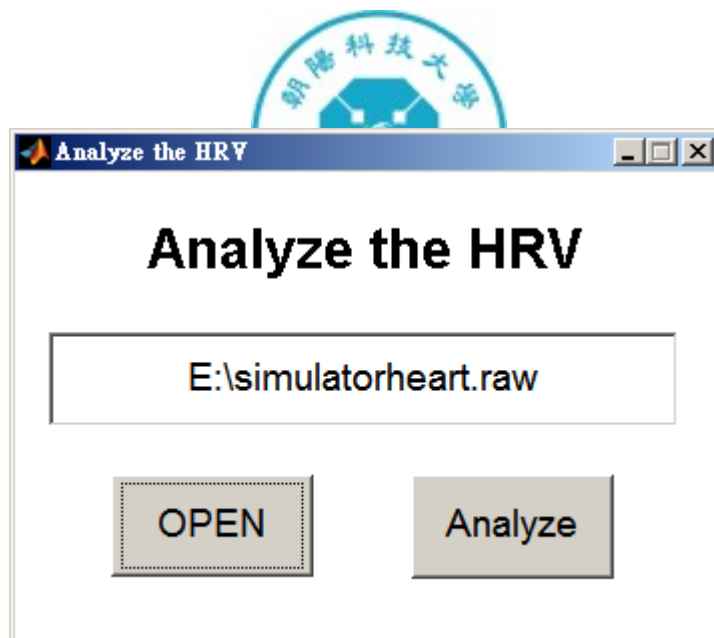 朝陽科技大學
Analyze the HRV
Analyze the HRV
E:\simulatorheart.raw
OPEN
Analyze